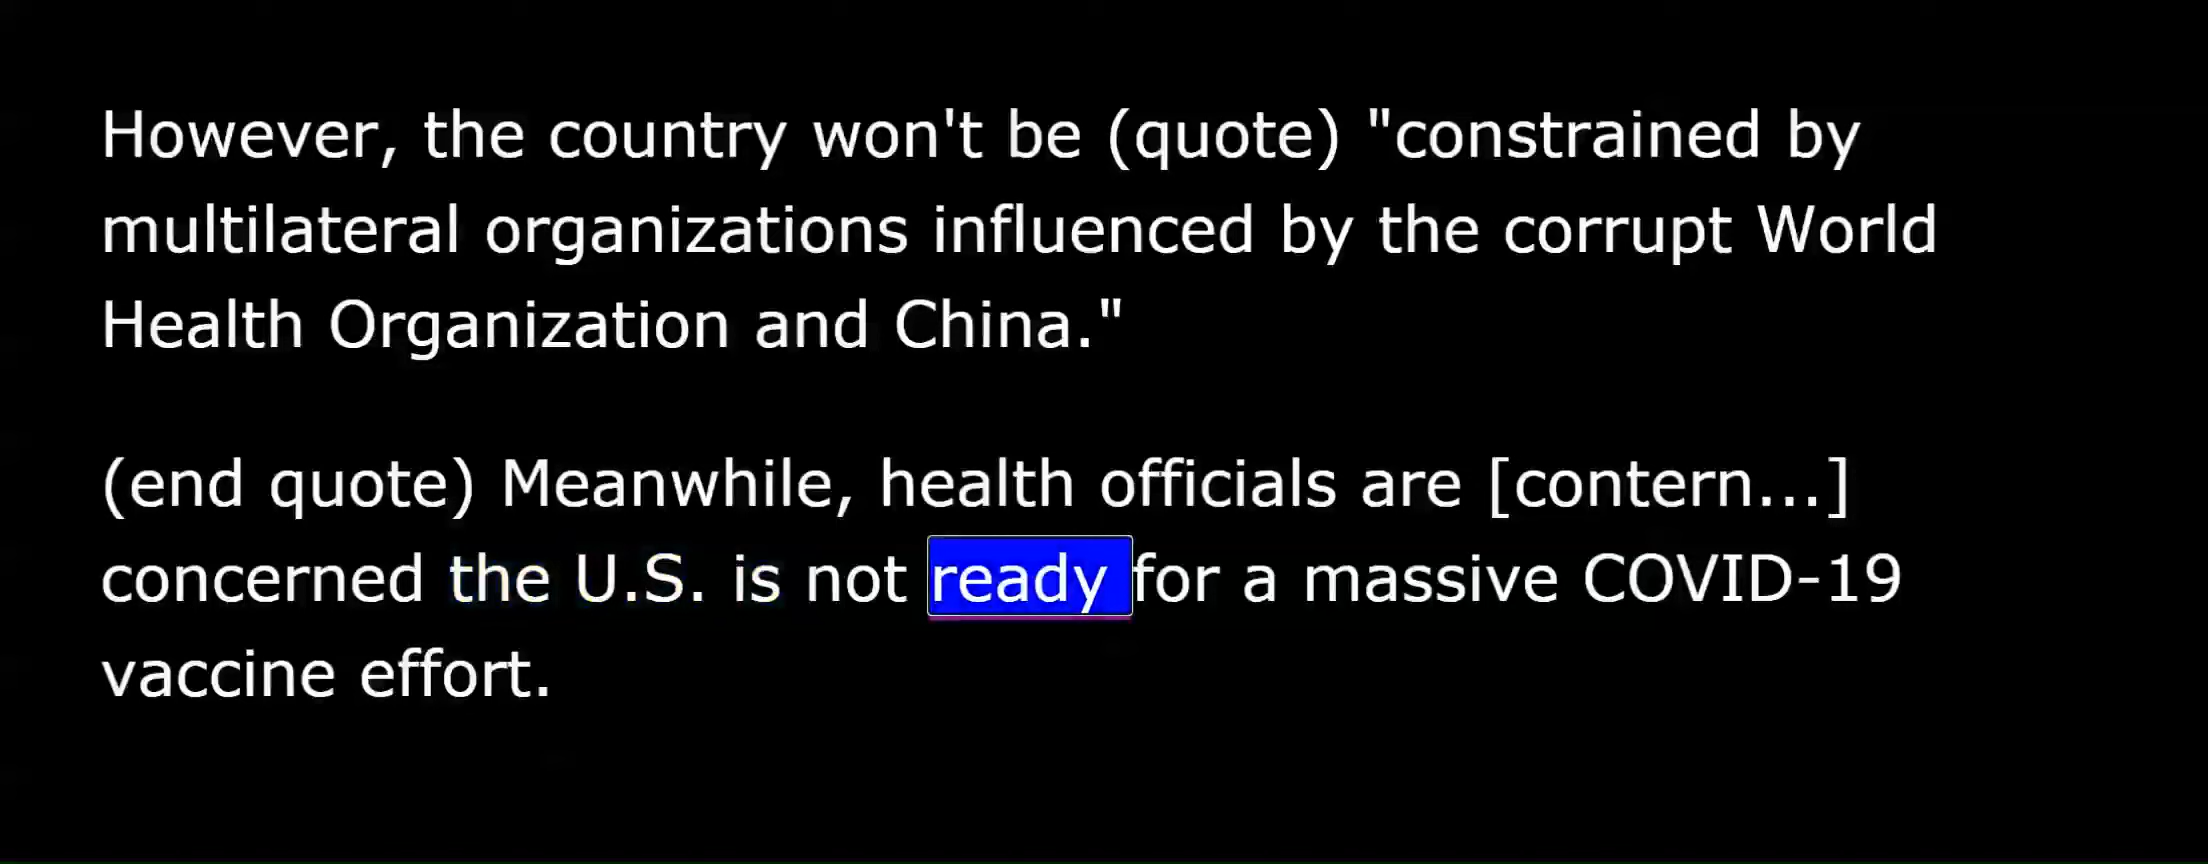 However, the country won't be (quote) "constrained by
multilateral organizations influenced by the corrupt World
Health Organization and China."
(end quote) Meanwhile, health officials are [contern...]
concerned the U.S. is not ready for a massive COVID-19
vaccine effort.